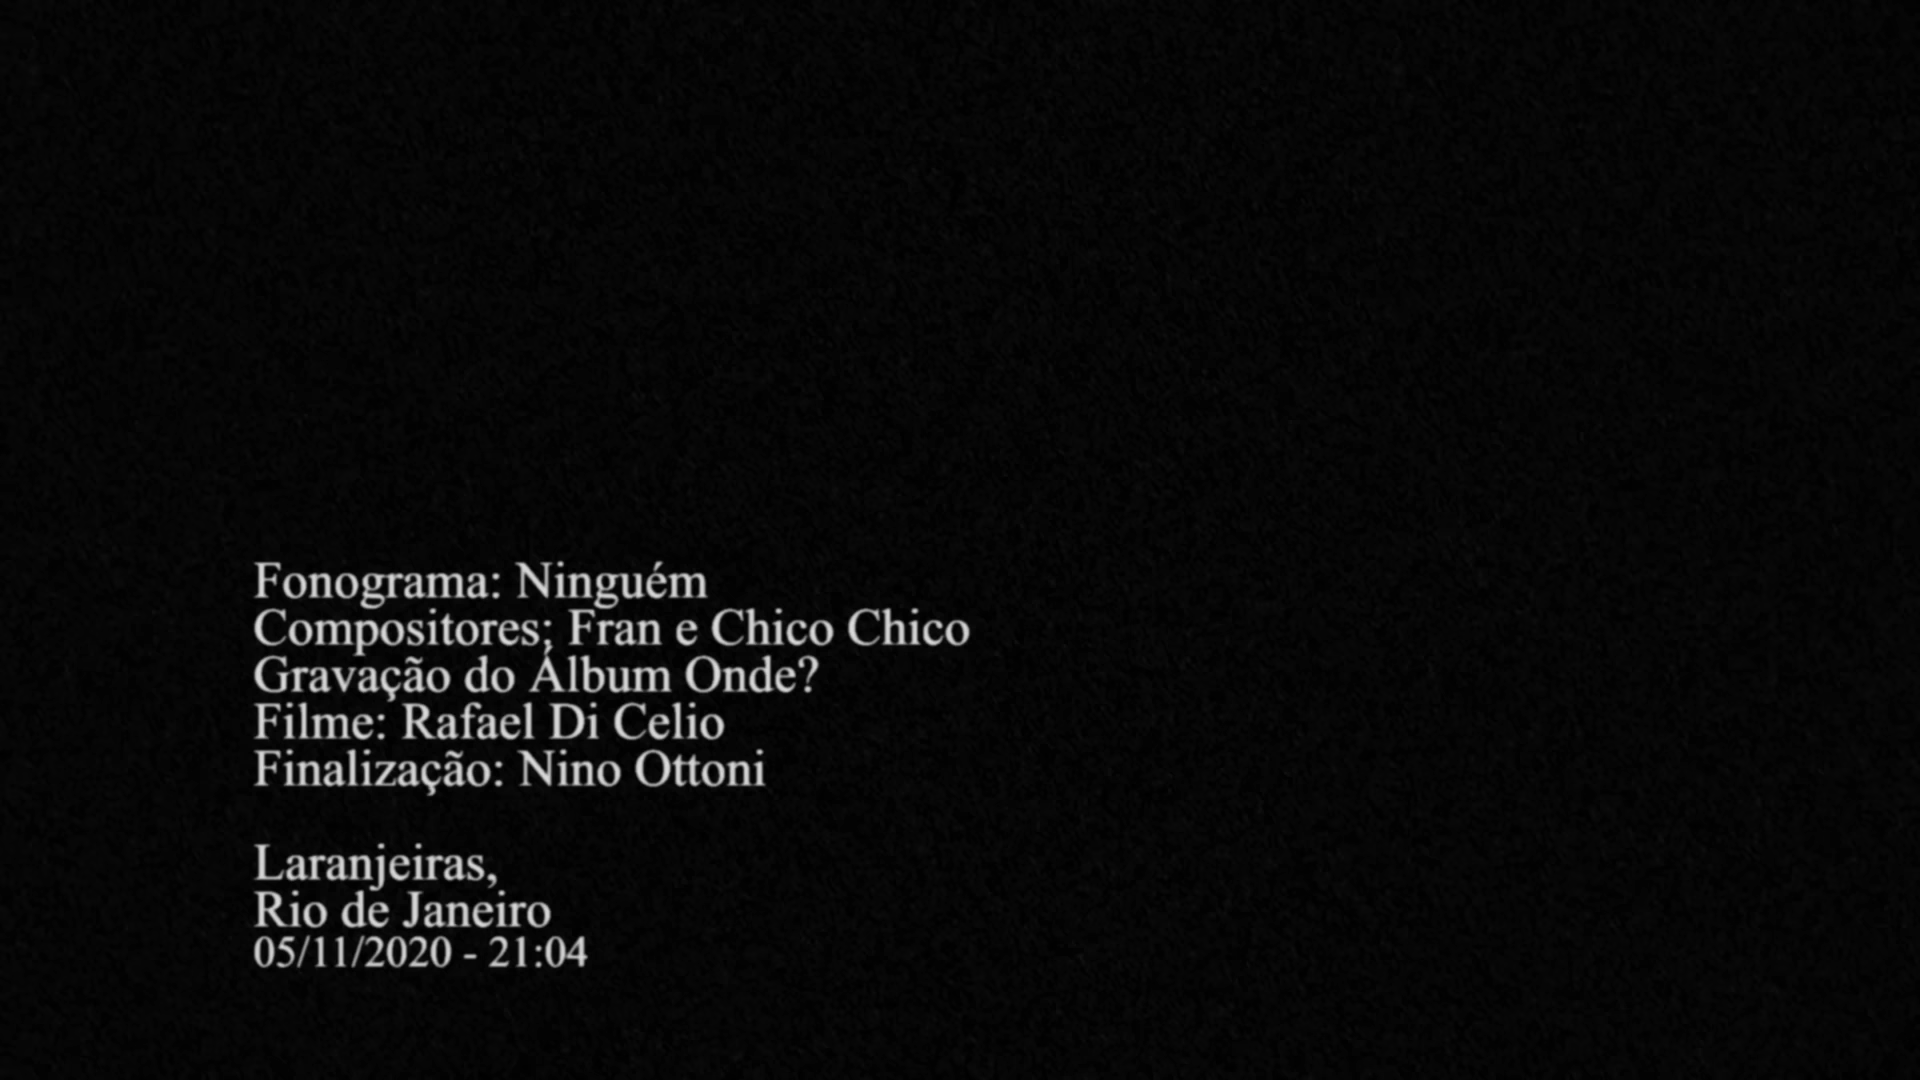 Fonograma: Ninguém
Compositores: Fran e Chico Chico
Gravação do Álbum Onde?
Filme: Rafael Di Celio
Finalização: Nino Ottoni
Laranjeiras,
Rio de Janeiro
05/11/2020 - 21:04